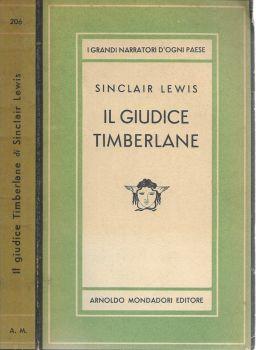 206
Il giudice Timberlane di Sinclair Lewis
A. M.
I GRANDI NARRATORI D'OGNI PAESE
SINCLAIR LEWIS
IL GIUDICE
TIMBERLANE
ARNOLDO MONDADORI EDITORE